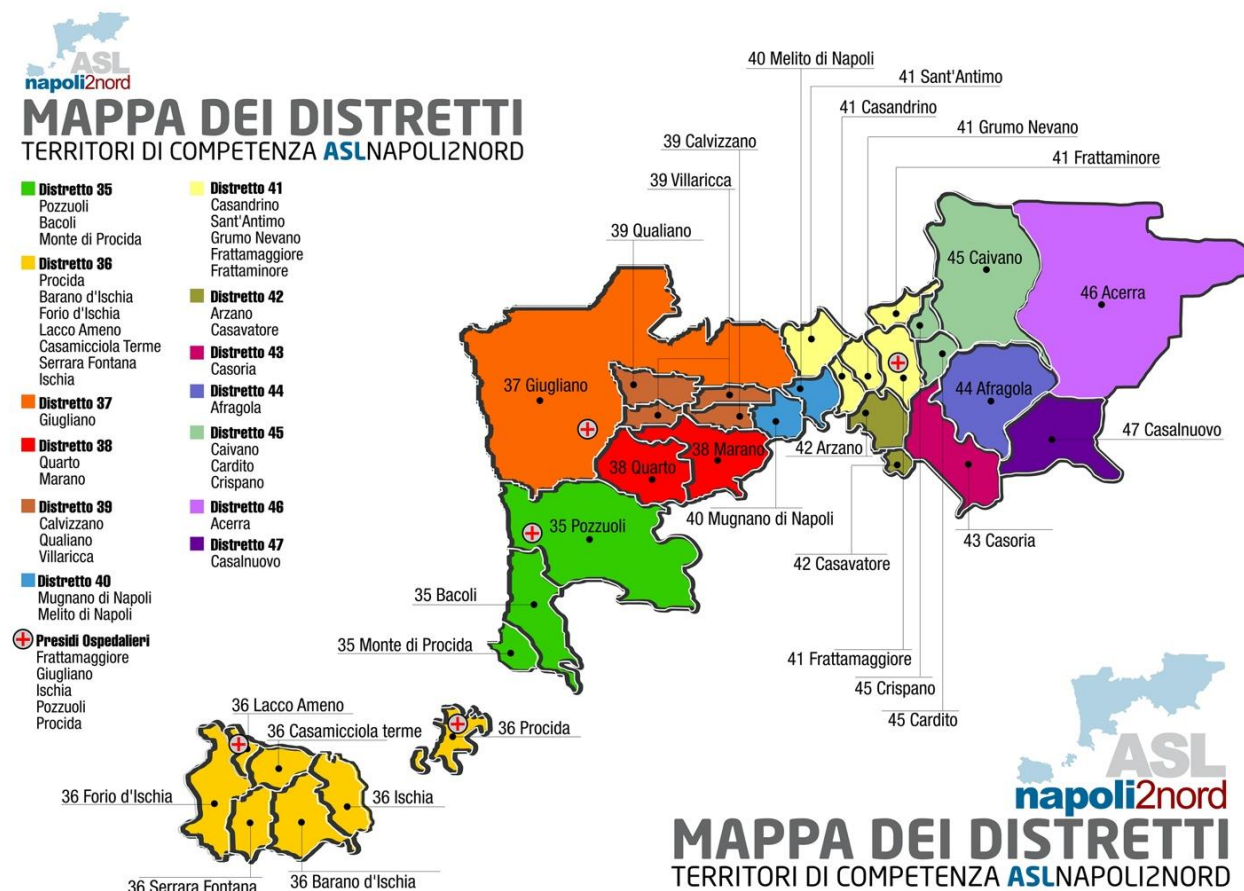 ASL
napoli2nord
MAPPA DEI DISTRETTI
TERRITORI DI COMPETENZA ASLNAPOLI2NORD
Distretto 35
Pozzuoli
Bacoli
Monte di Procida
Distretto 36
Procida
Barano d'Ischia
Forio d'Ischia
Lacco Ameno
Casamicciola Terme
Serrara Fontana
Ischia
Distretto 37
Giugliano
Distretto 38
Quarto
Marano
Distretto 39
Calvizzano
Qualiano
Villaricca
Distretto 40
Mugnano di Napoli
Melito di Napoli
Presidi Ospedalieri
Frattamaggiore
Giugliano
Ischia
Pozzuoli
Procida
Distretto 41
Casandrino
Sant'Antimo
Grumo Nevano
Frattamaggiore
Frattaminore
Distretto 42
Arzano
Casavatore
Distretto 43
Casoria
Distretto 44
Afragola
Distretto 45
Caivano
Cardito
Crispano
Distretto 46
Acerra
Distretto 47
Casalnuovo
40 Melito di Napoli
41 Sant'Antimo
41 Casandrino
41 Grumo Nevano
39 Calvizzano
41 Frattaminore
39 Villaricca
39 Qualiano
45 Caivano
46 Acerra
37 Giugliano
44 Afragola
47 Casalnuovo
38 Marano
42 Arzano
38 Quarto
40 Mugnano di Napoli
35 Pozzuoli
43 Casoria
42 Casavatore
35 Bacoli
35 Monte di Procida
41 Frattamaggiore
45 Crispano
45 Cardito
36 Lacco Ameno
36 Casamicciola terme
36 Procida
36 Forio d'Ischia
36 Ischia
36 Serrara Fontana
36 Barano d'Ischia
ASL
napoli2nord
MAPPA DEI DISTRETTI
TERRITORI DI COMPETENZA ASLNAPOLI2NORD